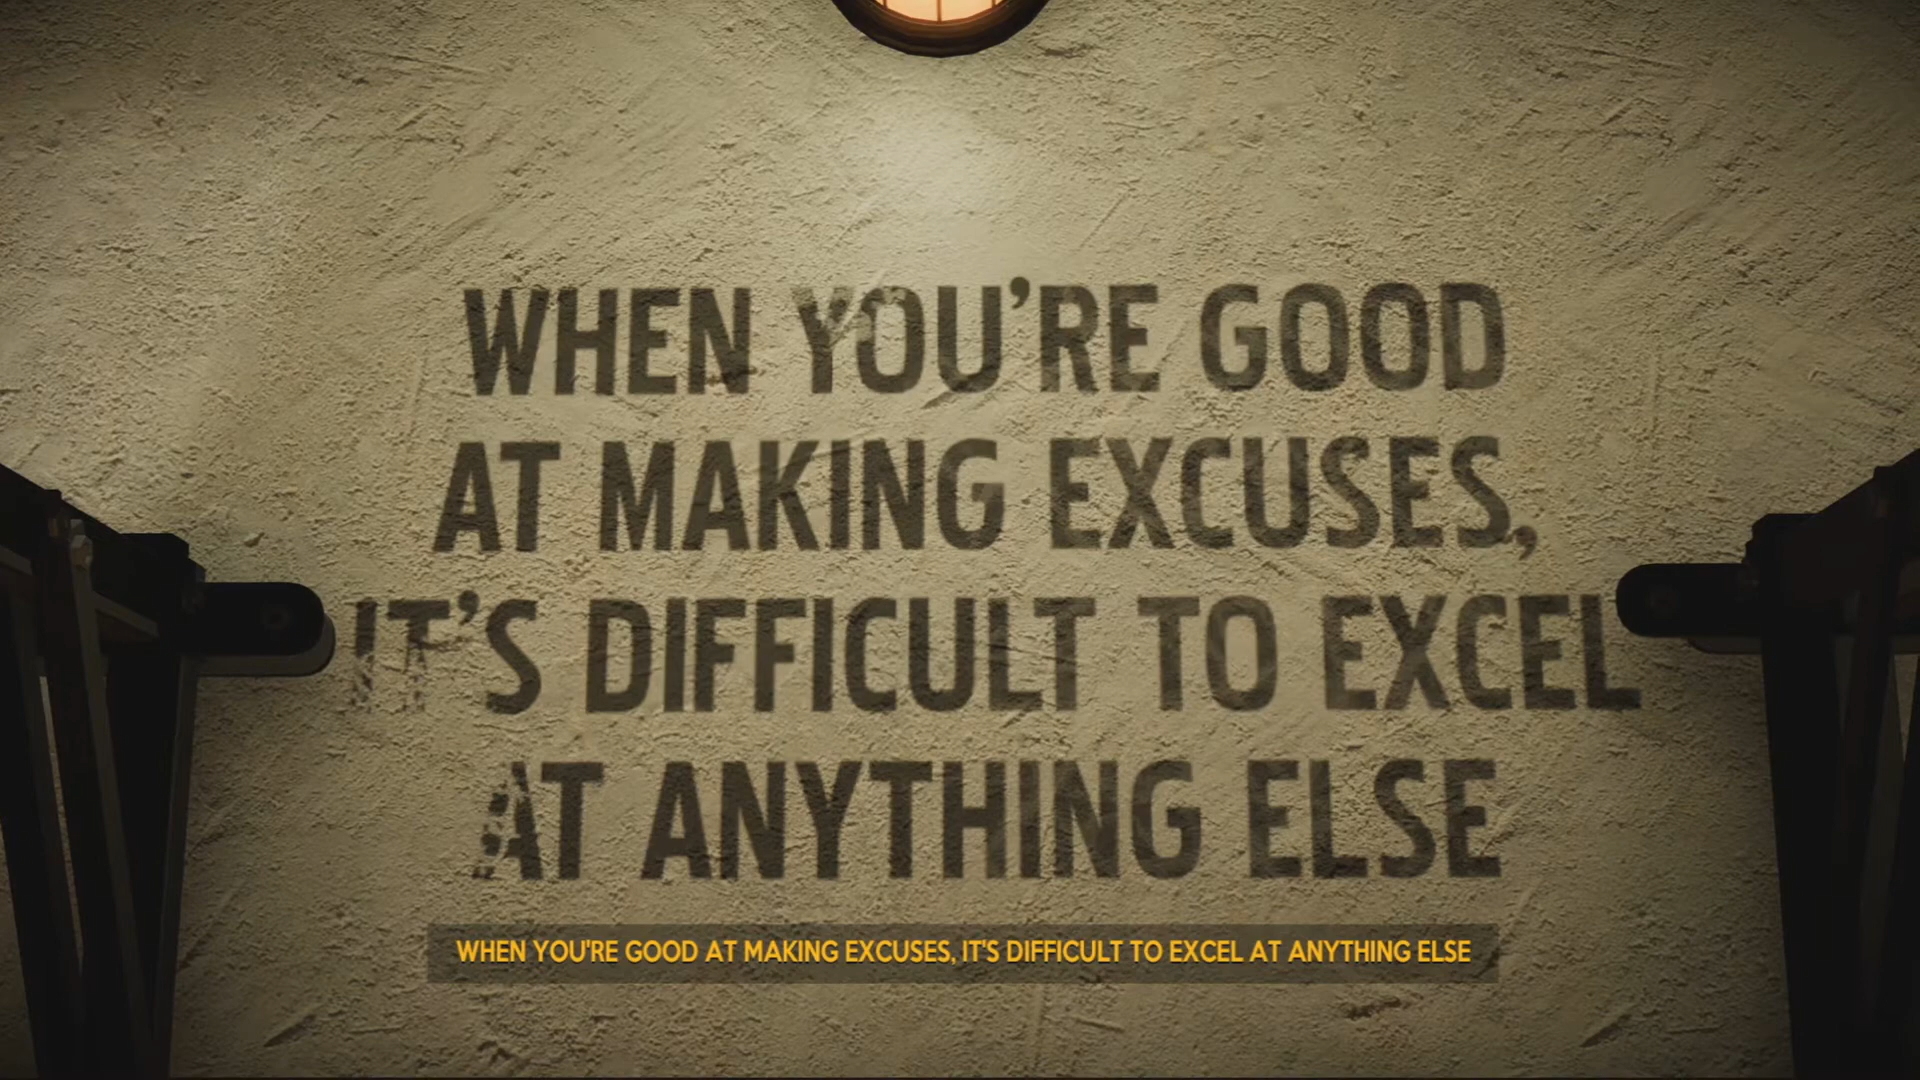 WHEN YOU’RE GOOD
AT MAKING EXCUSES,
IT’S DIFFICULT TO EXCEL
AT ANYTHING ELSE
WHEN YOU'RE GOOD AT MAKING EXCUSES, IT'S DIFFICULT TO EXCEL AT ANYTHING ELSE